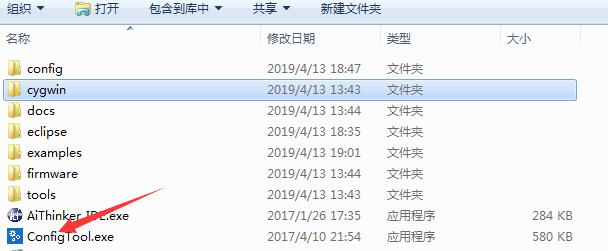 组织 打开 包含到库中 共享 新建文件夹
名称 修改日期 类型 大小
config 2019/4/13 18:47 文件夹
cygwin 2019/4/13 13:43 文件夹
docs 2019/4/13 13:44 文件夹
eclipse 2019/4/13 18:35 文件夹
examples 2019/4/13 19:01 文件夹
firmware 2019/4/13 13:44 文件夹
tools 2019/4/13 13:43 文件夹
AiThinker_IDE.exe 2017/1/26 17:35 应用程序 284 KB
ConfigTool.exe 2017/4/10 21:54 应用程序 580 KB